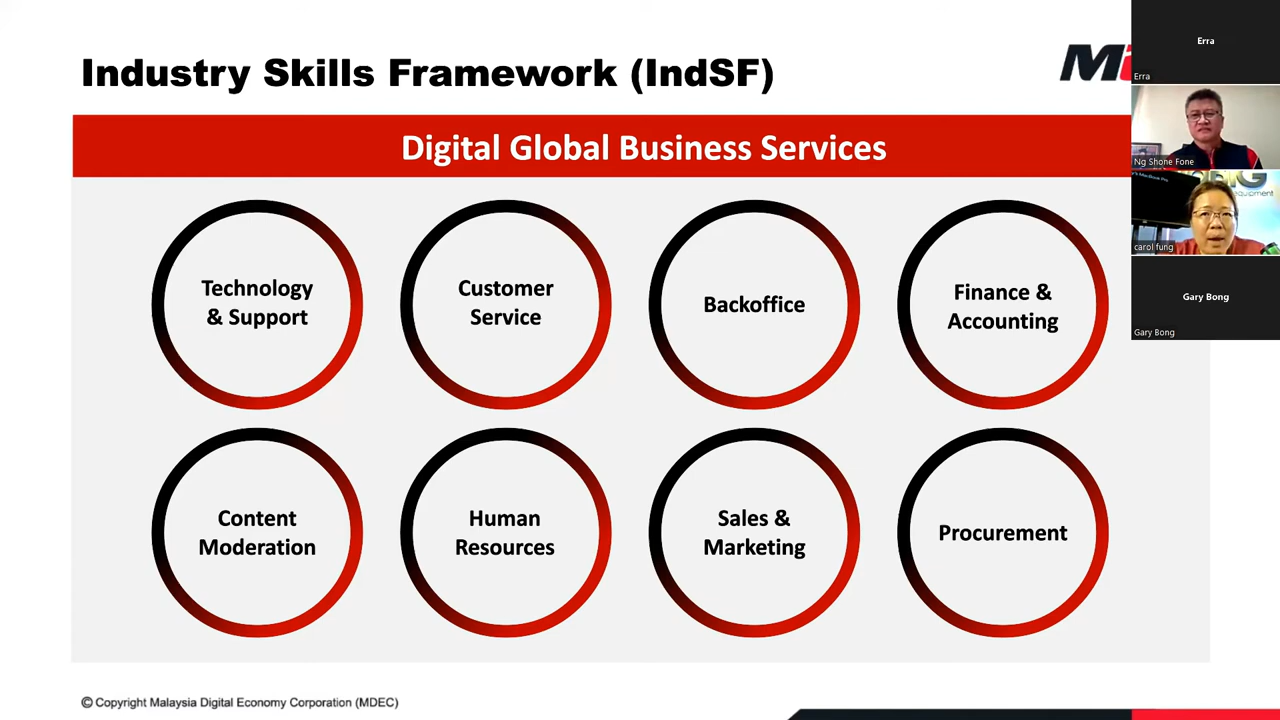 Industry Skills Framework (IndSF)
Digital Global Business Services
Technology
& Support
Customer
Service
Backoffice
Finance &
Accounting
Content
Moderation
Human
Resources
Sales &
Marketing
Procurement
© Copyright Malaysia Digital Economy Corporation (MDEC)
Erra
Erra
Ng Shone Fone
equipment
carol fung
Gary Bong
Gary Bong